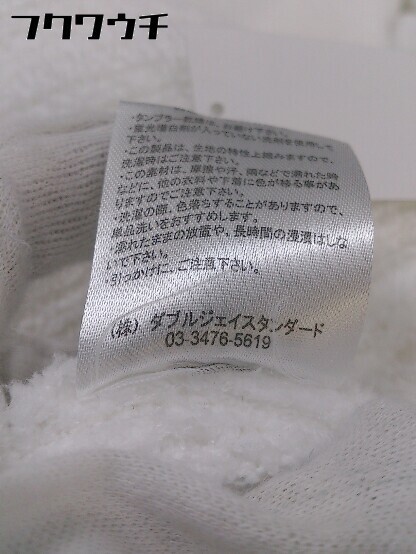 フクワウチ
・タンブラー乾燥は、お避け下さい。
・蛍光増白剤が入っていない洗剤を使用して
下さい。
・この製品は、生地の特性上縮みますので、
洗濯時はご注意下さい。
・この素材は、摩擦や汗、雨などで濡れた時
などに、他の衣料や下着に色が移る事があ
りますのでご注意下さい。
・洗濯の際、色落ちすることがありますので、
単品洗いをおすすめします。
・濡れたままの放置や、長時間の浸漬はしな
いで下さい。
・引っかけに、ご注意下さい。
（株）ダブルジェイスタンダード
03-3476-5619